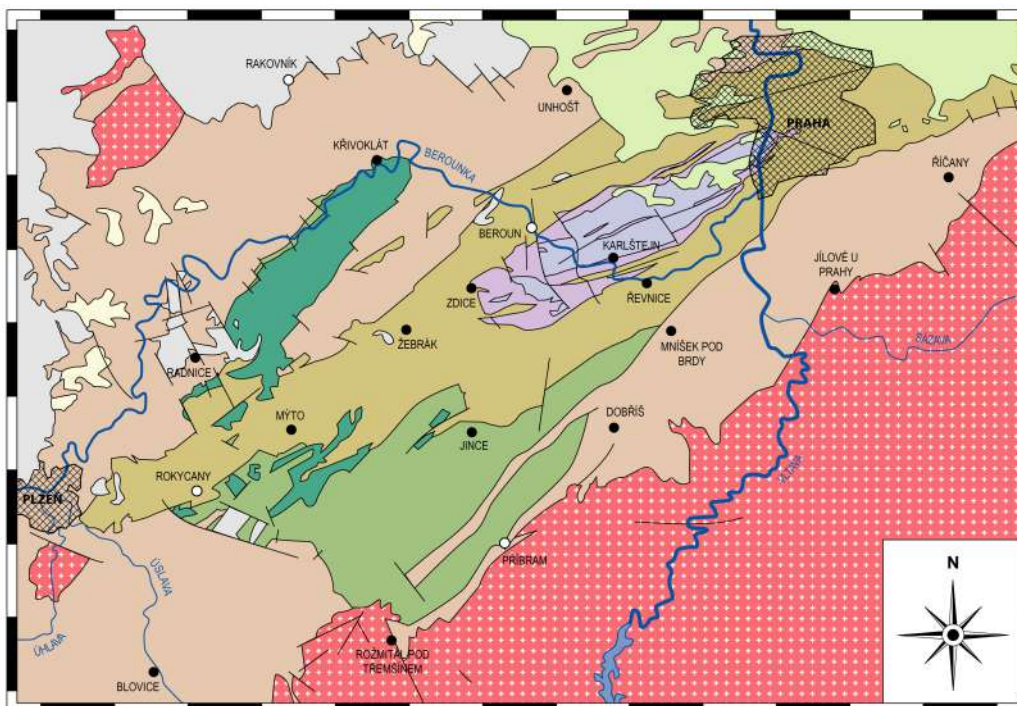 RAKOVNÍK
UNHOŠŤ
PRAHA
KŘIVOKLÁT
BEROUNKA
ŘÍČANY
BEROUN
KARLŠTEJN
JÍLOVÉ U
PRAHY
ZDICE
ŘEVNICE
ŽEBRÁK
MNÍŠEK POD
BRDY
SÁZAVA
RADNICE
MÝTO
JINCE
DOBŘÍŠ
ROKYCANY
VLTAVA
PLZEŇ
PŘÍBRAM
ÚSLAVA
N
ÚHLAVA
ROŽMITÁL POD
TŘEMŠÍNEM
BLOVICE